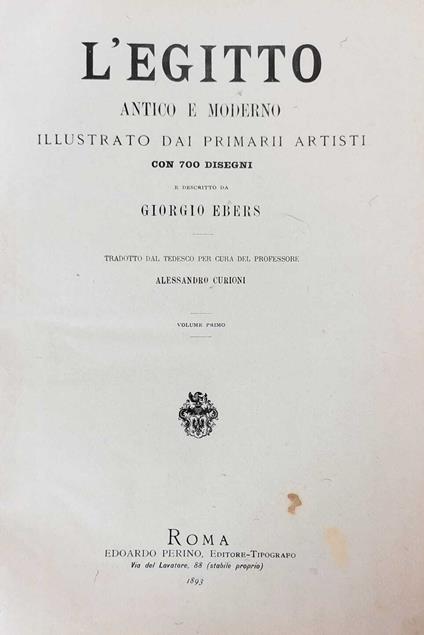 L'EGITTO
ANTICO E MODERNO
ILLUSTRATO DAI PRIMARII ARTISTI
CON 700 DISEGNI
E DESCRITTO DA
GIORGIO EBERS
TRADOTTO DAL TEDESCO PER CURA DEL PROFESSORE
ALESSANDRO CURIONI
VOLUME PRIMO
ROMA
EDOARDO PERINO, EDITORE-TIPOGRAFO
Via del Lavatore, 88 (stabile proprio)
1893